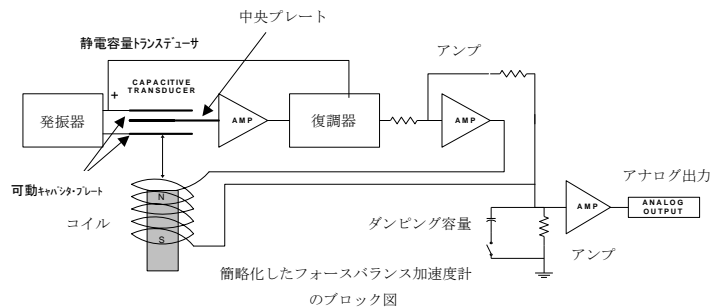 中央プレート
静電容量トランスデューサ
アンプ
+
CAPACITIVE
TRANSDUCER
発振器
AMP
復調器
AMP
可動キャパシタ・プレート
N
コイル
S
ダンピング容量
AMP
アナログ出力
ANALOG
OUTPUT
アンプ
簡略化したフォースバランス加速度計
のブロック図